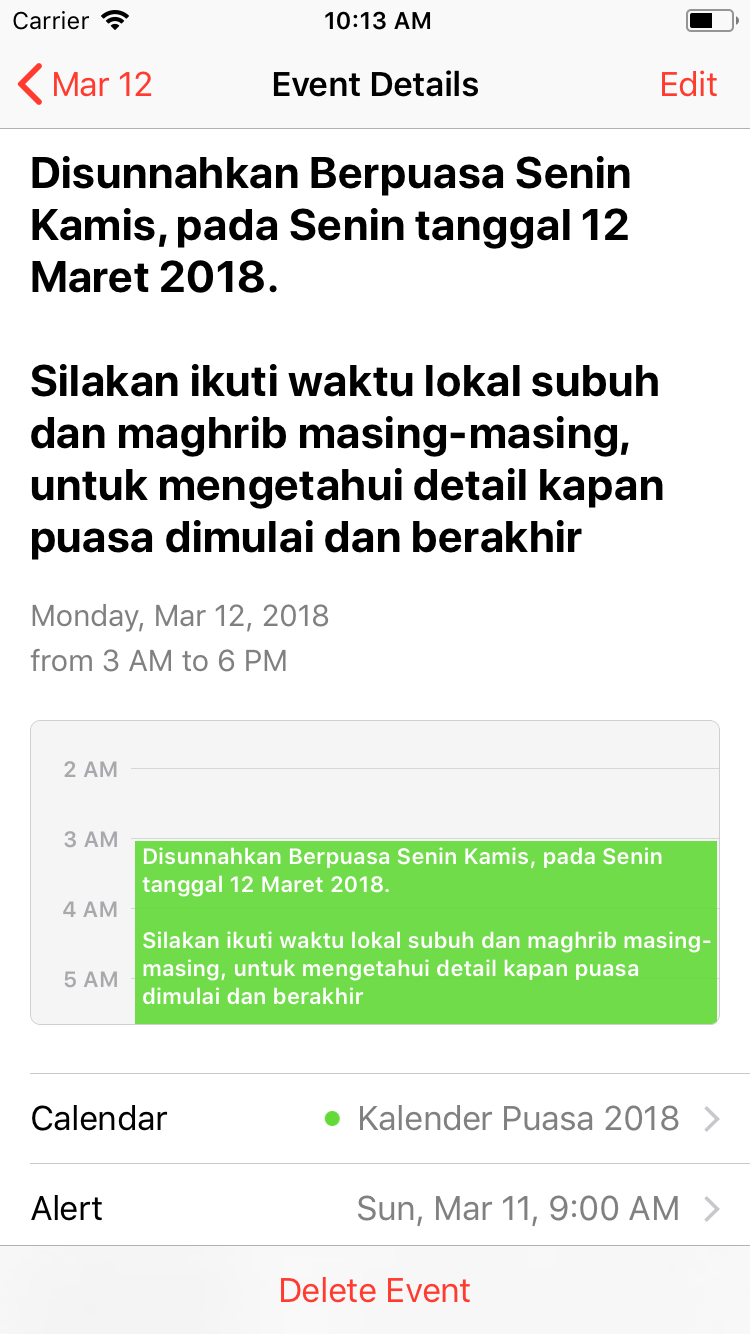 Carrier 10:13 AM
Mar 12 Event Details Edit
Disunnahkan Berpuasa Senin
Kamis, pada Senin tanggal 12
Maret 2018.
Silakan ikuti waktu lokal subuh
dan maghrib masing-masing,
untuk mengetahui detail kapan
puasa dimulai dan berakhir
Monday, Mar 12, 2018
from 3 AM to 6 PM
2 AM
3 AM
Disunnahkan Berpuasa Senin Kamis, pada Senin
tanggal 12 Maret 2018.
4 AM
Silakan ikuti waktu lokal subuh dan maghrib masing-
masing, untuk mengetahui detail kapan puasa
5 AM
dimulai dan berakhir
Calendar Kalender Puasa 2018
Alert Sun, Mar 11, 9:00 AM
Delete Event